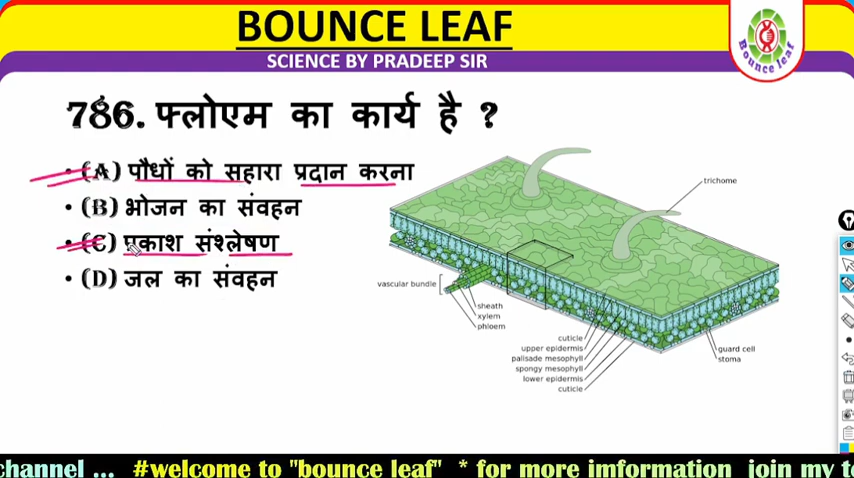 BOUNCE LEAF
SCIENCE BY PRADEEP SIR
Bounce leaf
786. फ्लोएम का कार्य है ?
• (A) पौधों को सहारा प्रदान करना
• (B) भोजन का संवहन
• (C) प्रकाश संश्लेषण
• (D) जल का संवहन
trichome
vascular bundle
sheath
xylem
phloem
cuticle
upper epidermis
palisade mesophyll
spongy mesophyll
lower epidermis
cuticle
guard cell
stoma
channel ... #welcome to "bounce leaf" * for more imformation join my